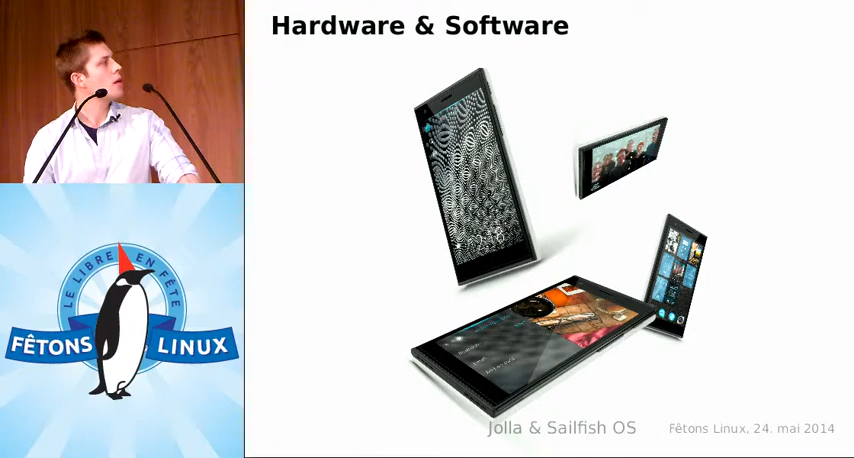 Hardware & Software
LE LIBRE EN FÊTE
FÊTONS LINUX
Jolla & Sailfish OS
Fêtons Linux, 24. mai 2014